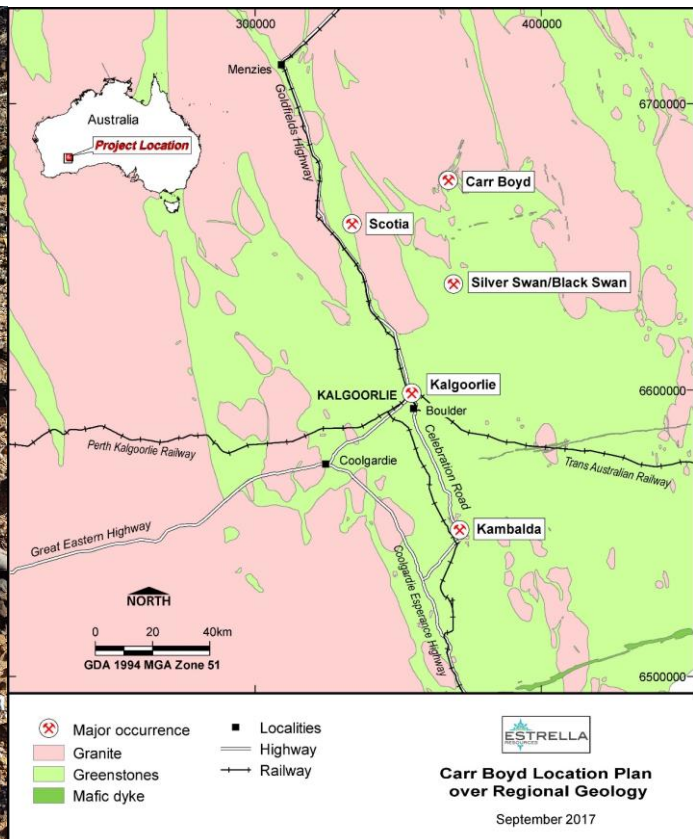 300000
400000
Menzies
Goldfields Highway
6700000
Australia
Project Location
Carr Boyd
Scotia
Silver Swan/Black Swan
Kalgoorlie
KALGOORLIE
6600000
Boulder
Perth Kalgoorlie Railway
Celebration Road
Trans Australian Railway
Coolgardie
Great Eastern Highway
Kambalda
Coolgardie Esperance Highway
NORTH
0 20 40km
GDA 1994 MGA Zone 51
6500000
Major occurrence
Granite
Greenstones
Mafic dyke
Localities
Highway
Railway
ESTRELLA
RESOURCES
Carr Boyd Location Plan
over Regional Geology
September 2017